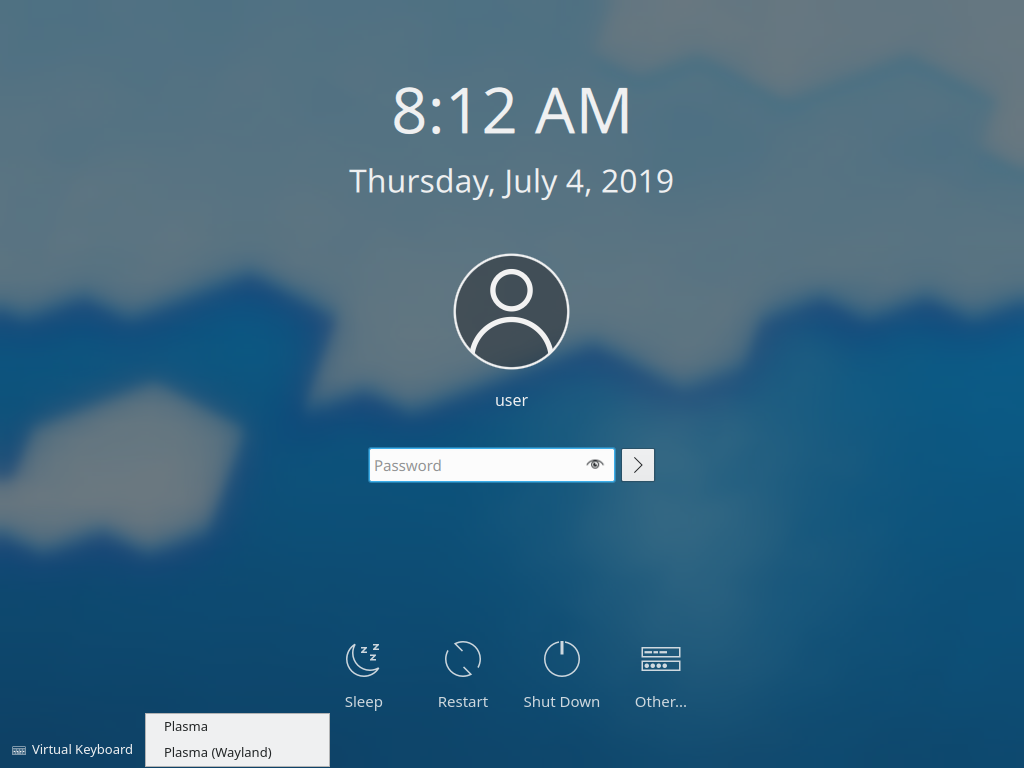 8:12 AM
Thursday, July 4, 2019
user
Password
Sleep
Restart
Shut Down
Other...
Plasma
Plasma (Wayland)
Virtual Keyboard